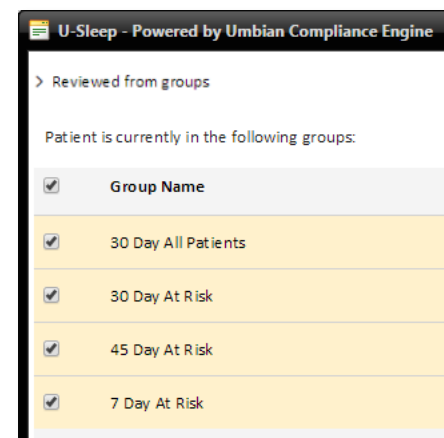 U-Sleep - Powered by Umbian Compliance Engine
> Reviewed from groups
Patient is currently in the following groups:
Group Name
30 Day All Patients
30 Day At Risk
45 Day At Risk
7 Day At Risk